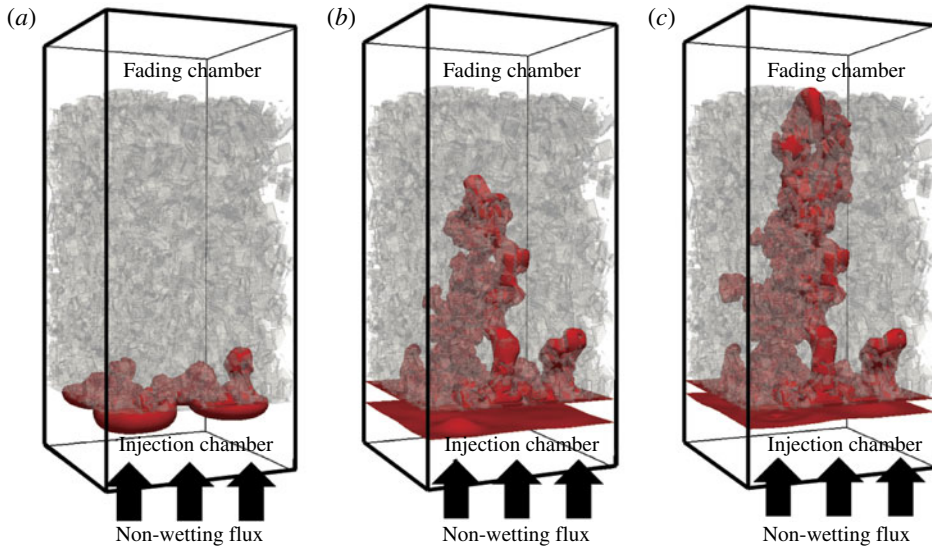 (a)
Fading chamber
Injection chamber
Non-wetting flux
(b)
Fading chamber
Injection chamber
Non-wetting flux
(c)
Fading chamber
Injection chamber
Non-wetting flux